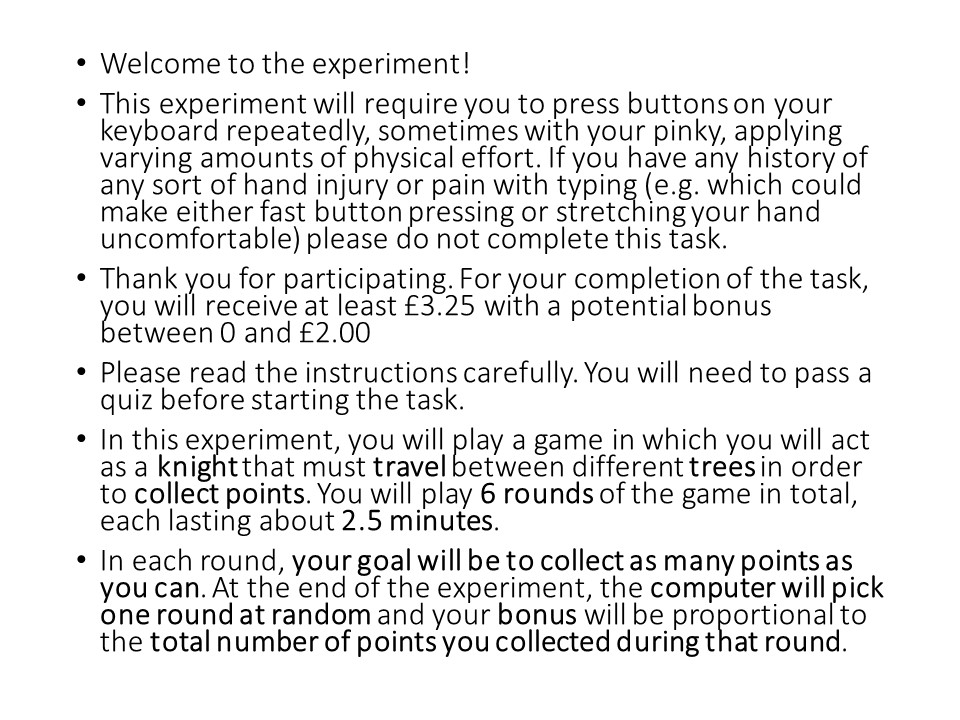 • Welcome to the experiment!
• This experiment will require you to press buttons on your
keyboard repeatedly, sometimes with your pinky, applying
varying amounts of physical effort. If you have any history of
any sort of hand injury or pain with typing (e.g. which could
make either fast button pressing or stretching your hand
uncomfortable) please do not complete this task.
• Thank you for participating. For your completion of the task,
you will receive at least £3.25 with a potential bonus
between 0 and £2.00
• Please read the instructions carefully. You will need to pass a
quiz before starting the task.
• In this experiment, you will play a game in which you will act
as a knight that must travel between different trees in order
to collect points. You will play 6 rounds of the game in total,
each lasting about 2.5 minutes.
• In each round, your goal will be to collect as many points as
you can. At the end of the experiment, the computer will pick
one round at random and your bonus will be proportional to
the total number of points you collected during that round.